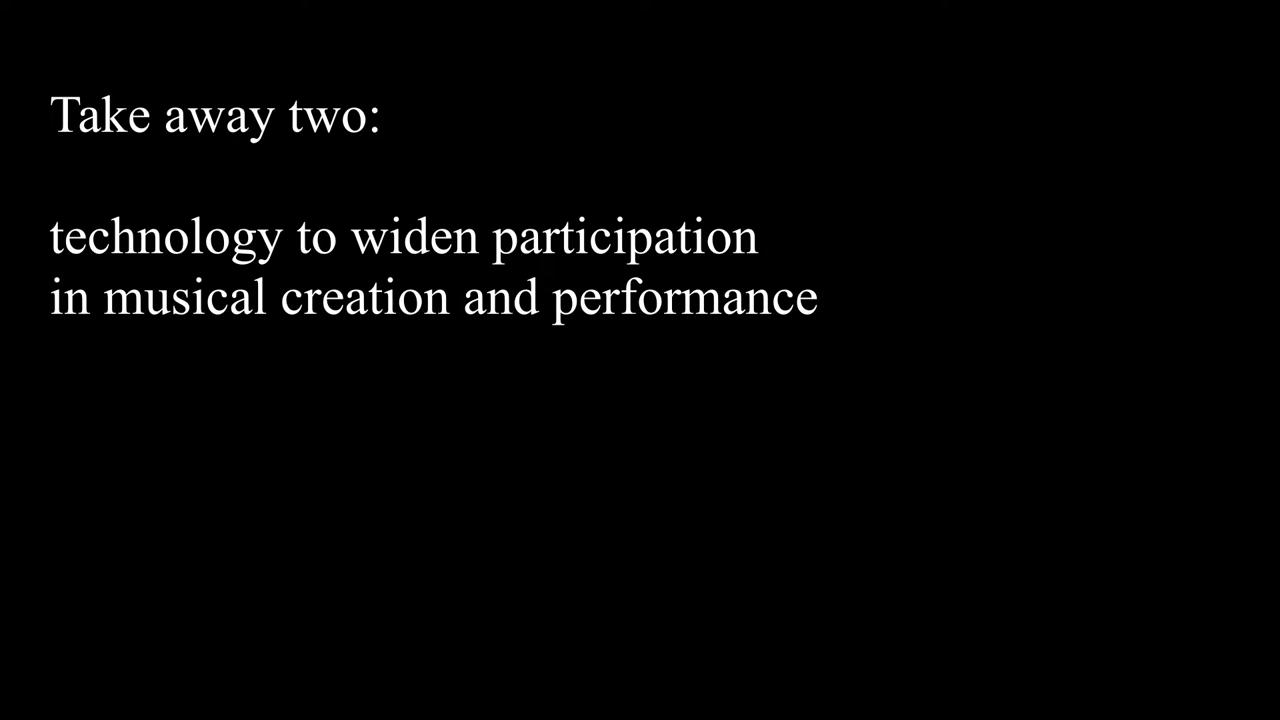 Take away two:
technology to widen participation
in musical creation and performance